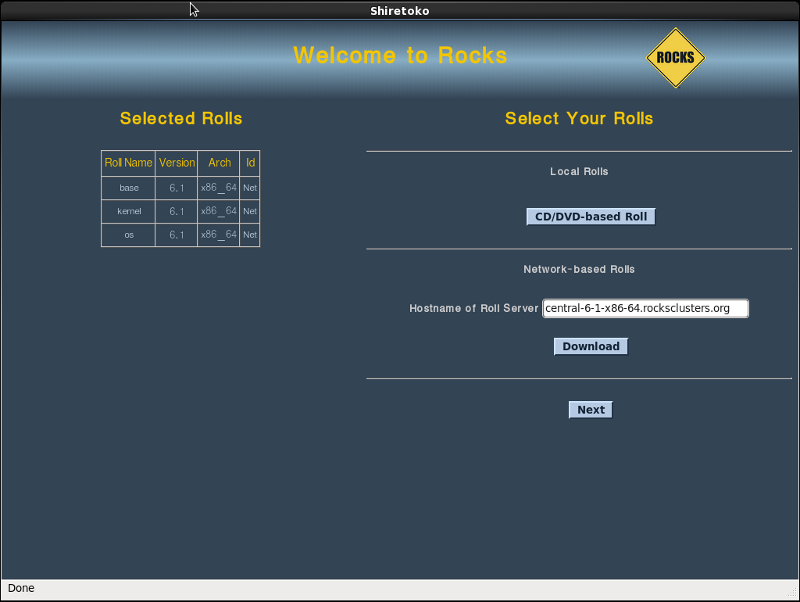 Shiretoko
Welcome to Rocks
ROCKS
Selected Rolls
Roll Name Version Arch Id
base 6.1 x86_64 Net
kernel 6.1 x86_64 Net
os 6.1 x86_64 Net
Select Your Rolls
Local Rolls
CD/DVD-based Roll
Network-based Rolls
Hostname of Roll Server central-6-1-x86-64.rocksclusters.org
Download
Next
Done